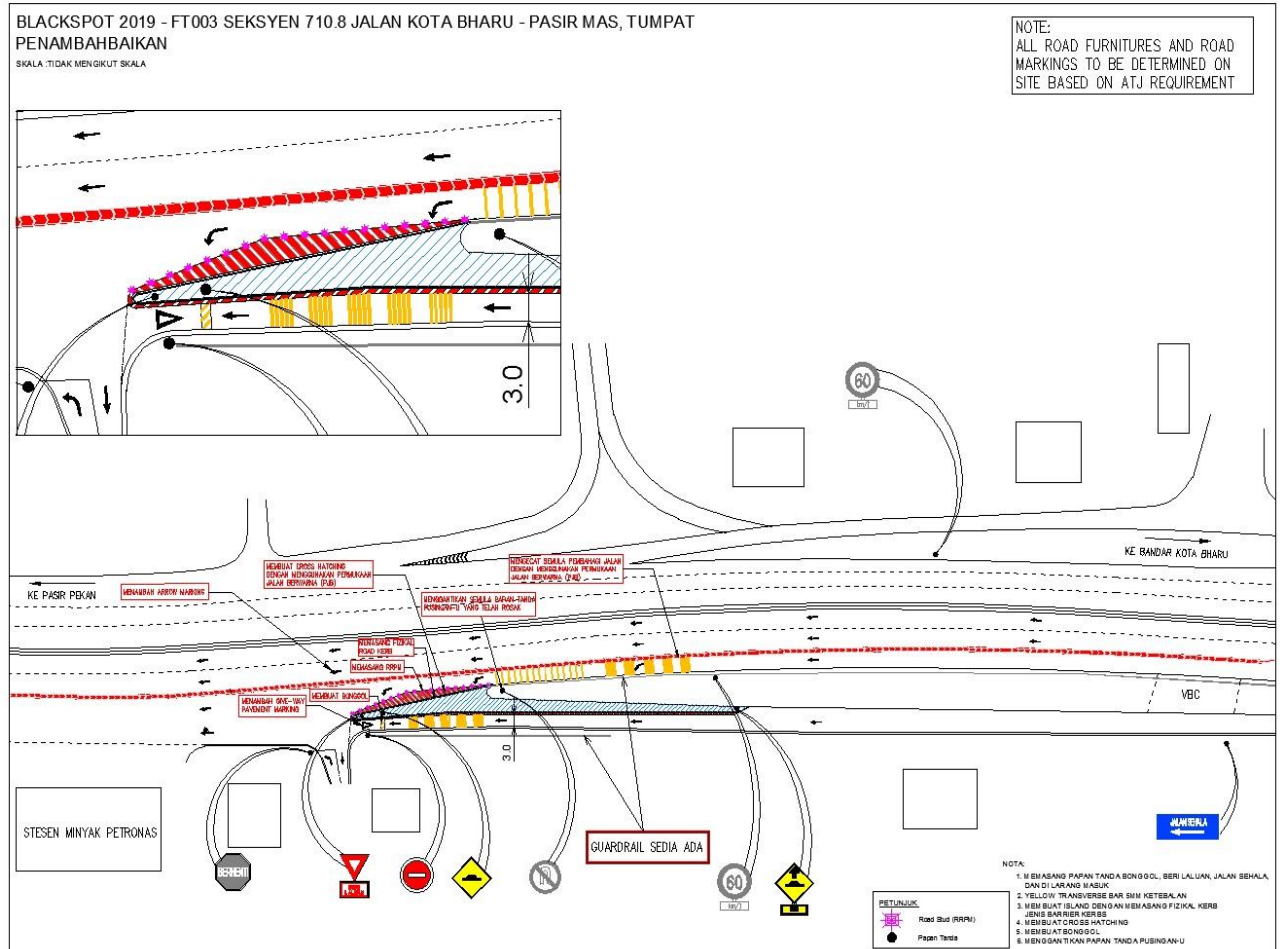 BLACKSPOT 2019 - FT003 SEKSYEN 710.8 JALAN KOTA BHARU - PASIR MAS, TUMPAT
PENAMBAHBAIKAN
SKALA :TIDAK MENGIKUT SKALA
NOTE:
ALL ROAD FURNITURES AND ROAD
MARKINGS TO BE DETERMINED ON
SITE BASED ON ATJ REQUIREMENT
3.0
60
km/j
KE BANDAR KOTA BHARU
KE PASIR PEKAN
MENAMBAH ARROW MARKING
MEMBUAT CROSS HATCHING
DENGAN MENGGUNAKAN PERMUKAAN
JALAN BERWARNA (PJB)
MENGECAT SEMULA PEMBAHAGI JALAN
DENGAN MENGGUNAKAN PERMUKAAN
JALAN BERWARNA (PJB)
MENGGANTIKAN SEMULA PAPAN-TANDA
PUSINGAN-U YANG TELAH ROSAK
MEMASANG FIZIKAL
ROAD KERB
MEMASANG RRPM
MEMBUAT BONGGOL
MENAMBAH GIVE-WAY
PAVEMENT MARKING
VBC
3.0
STESEN MINYAK PETRONAS
GUARDRAIL SEDIA ADA
JALAN SEHALA
BERHENTI
60
km/j
PETUNJUK
Road Stud (RRPM)
Papan Tanda
NOTA:
1. MEMASANG PAPAN TANDA BONGGOL, BERI LALUAN, JALAN SEHALA,
DAN DI LARANG MASUK
2. YELLOW TRANSVERSE BAR 5MM KETEBALAN
3. MEMBUAT ISLAND DENGAN MEMASANG FIZIKAL KERB
JENIS BARRIER KERBS
4. MEMBUAT CROSS HATCHING
5. MEMBUAT BONGGOL
6. MENGGANTIKAN PAPAN TANDA PUSINGAN-U